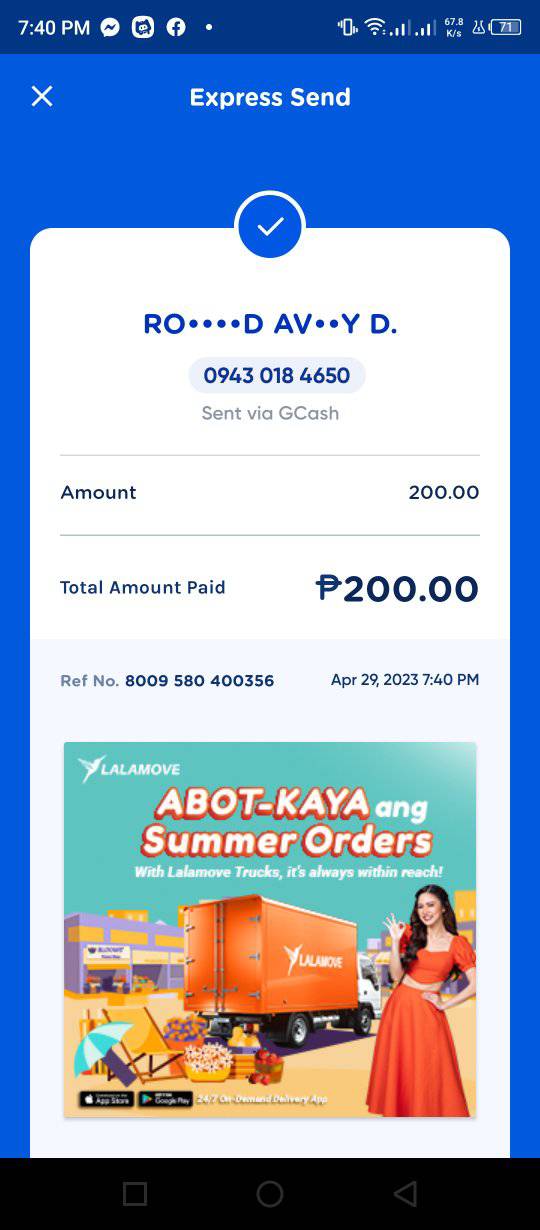 7:40 PM
67.8
K/s
71
Express Send
RO••••D AV••Y D.
0943 018 4650
Sent via GCash
Amount 200.00
Total Amount Paid ₱200.00
Ref No. 8009 580 400356 Apr 29, 2023 7:40 PM
LALAMOVE
ABOT-KAYA ang
Summer Orders
With Lalamove Trucks, it's always within reach!
LALAMOVE
App Store Google Play 24/7 On-Demand Delivery App